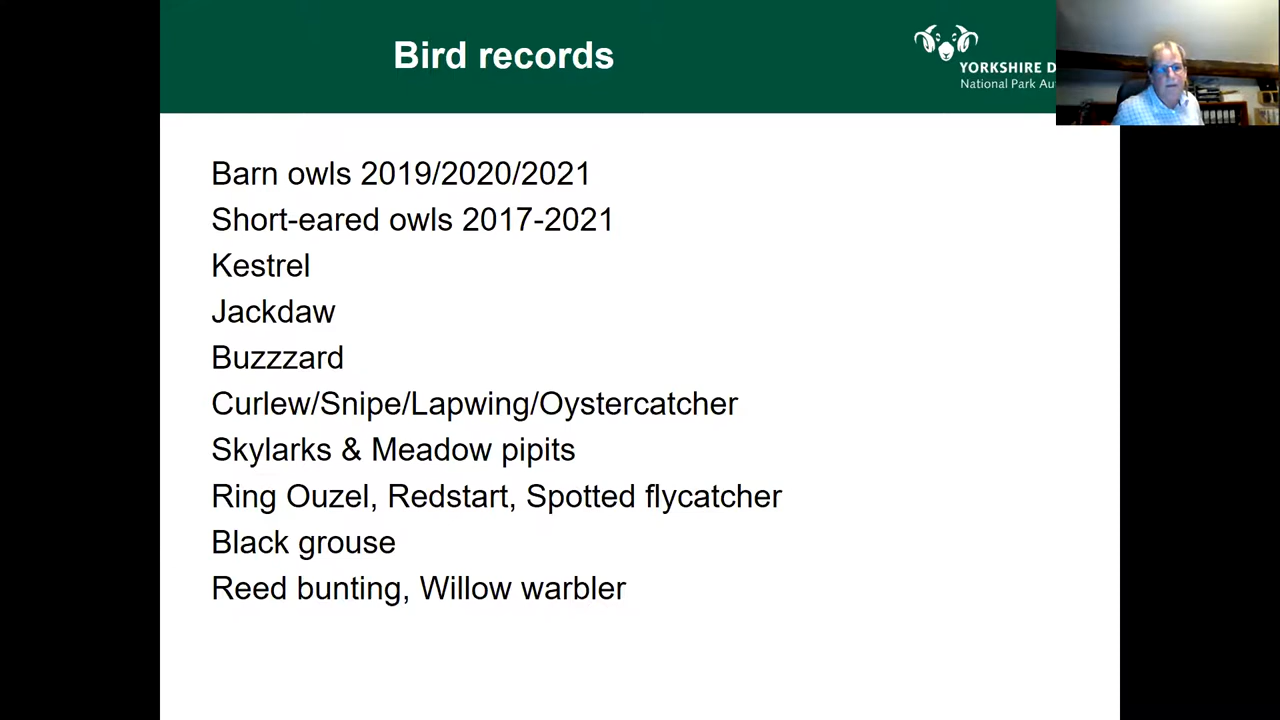 Bird records
YORKSHIRE D
National Park Au
Barn owls 2019/2020/2021
Short-eared owls 2017-2021
Kestrel
Jackdaw
Buzzzard
Curlew/Snipe/Lapwing/Oystercatcher
Skylarks & Meadow pipits
Ring Ouzel, Redstart, Spotted flycatcher
Black grouse
Reed bunting, Willow warbler